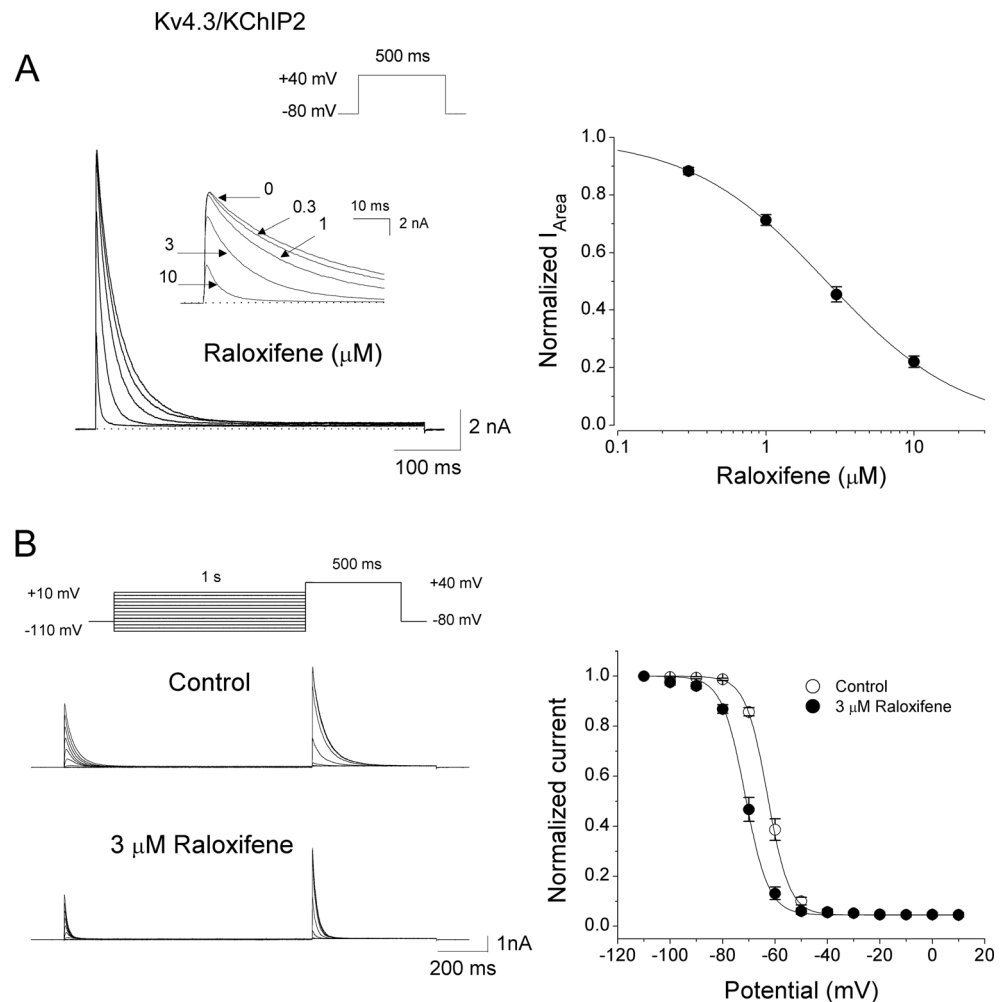 Kv4.3/KChIP2
A
500 ms
+40 mV
-80 mV
0
0.3
1
3
10
10 ms
2 nA
Raloxifene (μM)
2 nA
100 ms
Normalized I_Area
1.0
0.8
0.6
0.4
0.2
0.0
0.1
1
10
Raloxifene (μM)
B
1 s
500 ms
+10 mV
-110 mV
+40 mV
-80 mV
Control
3 μM Raloxifene
1nA
200 ms
Normalized current
1.0
0.8
0.6
0.4
0.2
0.0
Control
3 μM Raloxifene
-120 -100 -80 -60 -40 -20 0 20
Potential (mV)